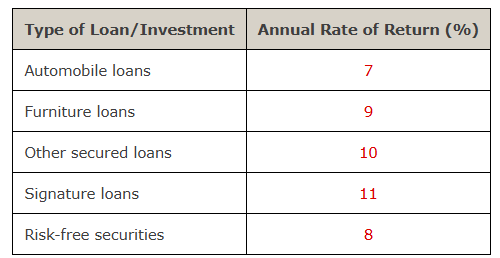 Type of Loan/Investment Annual Rate of Return (%)
Automobile loans 7
Furniture loans 9
Other secured loans 10
Signature loans 11
Risk-free securities 8